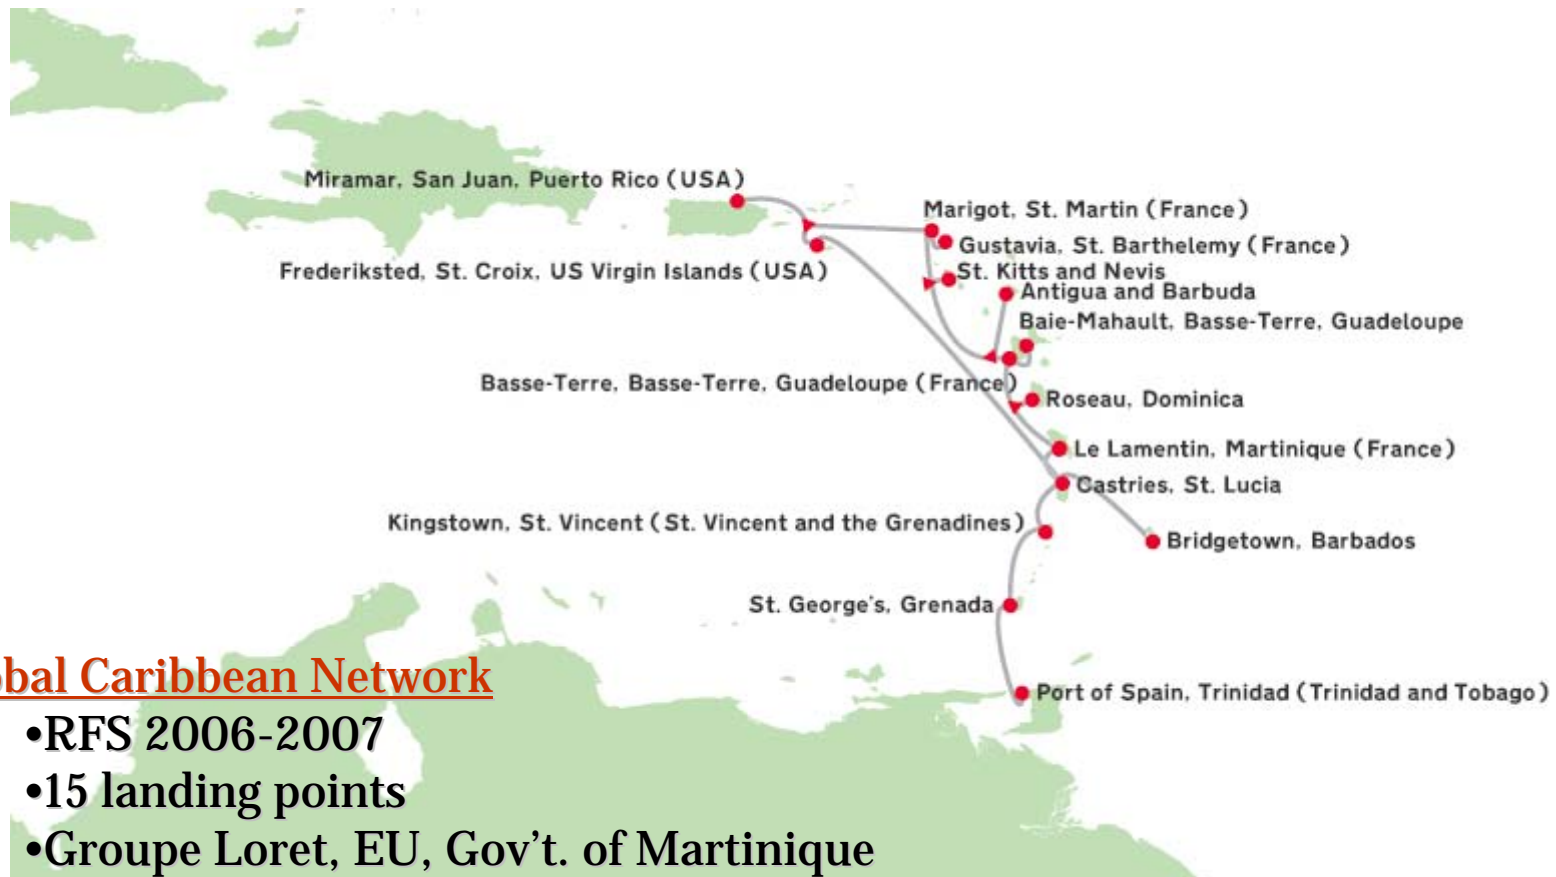 Miramar, San Juan, Puerto Rico (USA)
Marigot, St. Martin (France)
Gustavia, St. Barthelemy (France)
Frederiksted, St. Croix, US Virgin Islands (USA)
St. Kitts and Nevis
Antigua and Barbuda
Baie-Mahault, Basse-Terre, Guadeloupe
Basse-Terre, Basse-Terre, Guadeloupe (France)
Roseau, Dominica
Le Lamentin, Martinique (France)
Castries, St. Lucia
Kingstown, St. Vincent (St. Vincent and the Grenadines)
Bridgetown, Barbados
St. George's, Grenada
Port of Spain, Trinidad (Trinidad and Tobago)
obal Caribbean Network
•RFS 2006-2007
•15 landing points
•Groupe Loret, EU, Gov’t. of Martinique